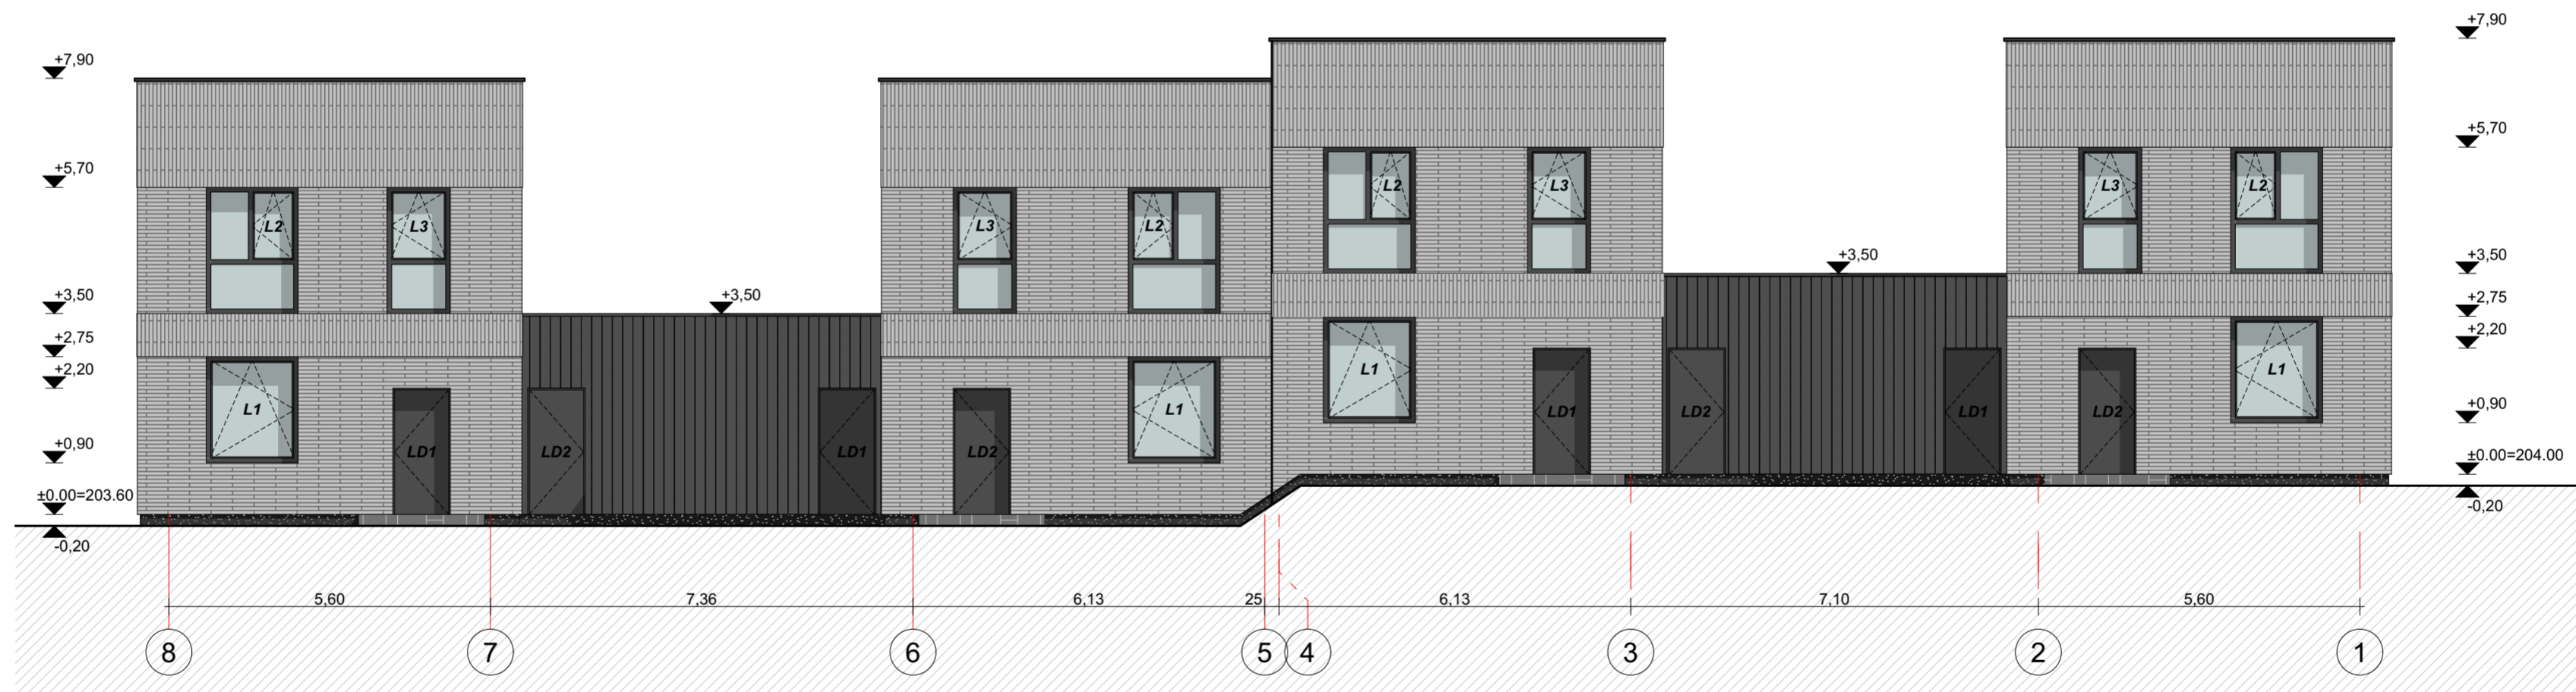 +7,90
+7,90
+5,70
+5,70
L2
L3
L3
L2
L2
L3
L3
L2
+3,50
+3,50
+3,50
+3,50
+2,75
+2,75
+2,20
+2,20
L1
L1
L1
L1
+0,90
+0,90
LD1
LD2
LD1
LD2
LD1
LD2
LD1
LD2
±0.00=203.60
±0.00=204.00
-0,20
-0,20
5,60
7,36
6,13
25
6,13
7,10
5,60
8
7
6
5
4
3
2
1